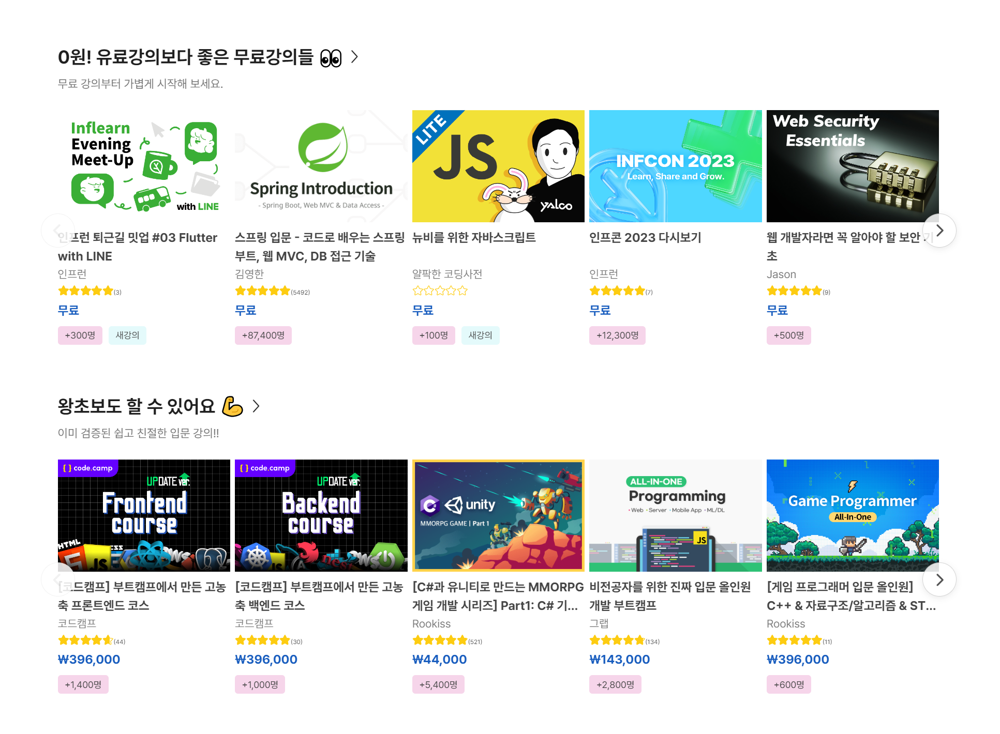 0원! 유료강의보다 좋은 무료강의들 👀
무료 강의부터 가볍게 시작해 보세요.
Inflearn
Evening
Meet-Up
with LINE
인프런 퇴근길 밋업 #03 Flutter
with LINE
인프런
(3)
무료
+300명 새강의
Spring Introduction
- Spring Boot, Web MVC & Data Access -
스프링 입문 - 코드로 배우는 스프링
부트, 웹 MVC, DB 접근 기술
김영한
(5492)
무료
+87,400명
LITE
JS
yalco
뉴비를 위한 자바스크립트
얄팍한 코딩사전
무료
+100명 새강의
INFCON 2023
Learn, Share and Grow.
인프콘 2023 다시보기
인프런
(7)
무료
+12,300명
Web Security
Essentials
웹 개발자라면 꼭 알아야 할 보안 기
초
Jason
(9)
무료
+500명
왕초보도 할 수 있어요 💪
이미 검증된 쉽고 친절한 입문 강의!!
{ } code.camp
UPDATE ver.
Frontend
course
HTML
JS
CSS
[코드캠프] 부트캠프에서 만든 고농
축 프론트엔드 코스
코드캠프
(44)
₩396,000
+1,400명
{ } code.camp
UPDATE ver.
Backend
course
JS
nest
[코드캠프] 부트캠프에서 만든 고농
축 백엔드 코스
코드캠프
(30)
₩396,000
+1,000명
C# unity
MMORPG GAME | Part 1
[C#과 유니티로 만드는 MMORPG
게임 개발 시리즈] Part1: C# 기...
Rookiss
(521)
₩44,000
+5,400명
ALL-IN-ONE
Programming
• Web • Server • Mobile App • ML/DL
JS
비전공자를 위한 진짜 입문 올인원
개발 부트캠프
그랩
(134)
₩143,000
+2,800명
Game Programmer
All-In-One
[게임 프로그래머 입문 올인원]
C++ & 자료구조/알고리즘 & ST...
Rookiss
(11)
₩396,000
+600명